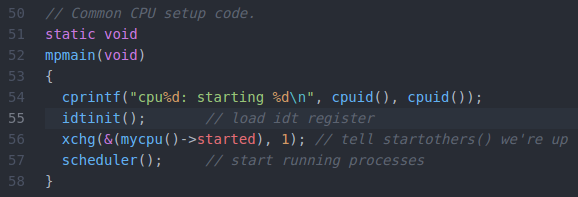 50 // Common CPU setup code.
51 static void
52 mpmain(void)
53 {
54   cprintf("cpu%d: starting %d\n", cpuid(), cpuid());
55   idtinit();       // load idt register
56   xchg(&(mycpu()->started), 1); // tell startothers() we're up
57   scheduler();     // start running processes
58 }